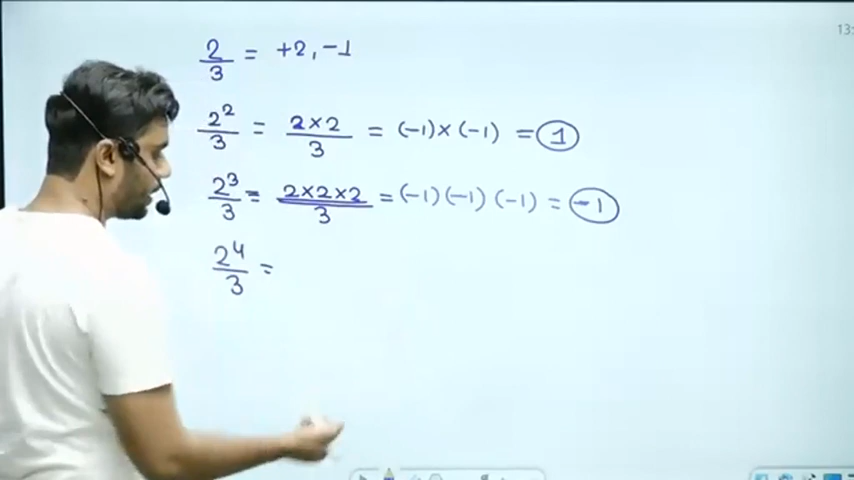 13:
2/3 = +2, -1
2²/3 = 2×2/3 = (-1)×(-1) = 1
2³/3 = 2×2×2/3 = (-1)(-1)(-1) = -1
2⁴/3 =